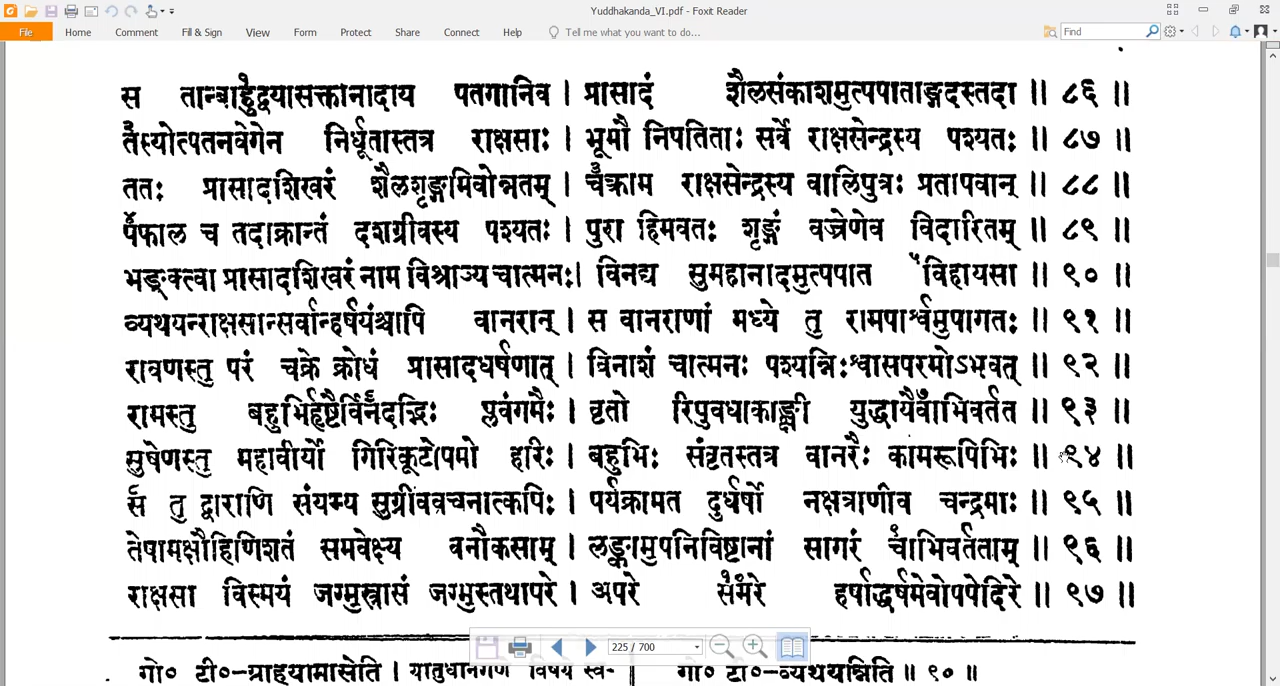 Yuddhakanda_VI.pdf - Foxit Reader
File Home Comment Fill & Sign View Form Protect Share Connect Help Tell me what you want to do... Find
स तान्बाहुद्वयासक्तानादाय पतगानिव | प्रासादं शैलसंकाशमुत्पपाताङ्गदस्तदा || ८६ ||
तस्योत्पतनवेगेन निर्धूतास्तत्र राक्षसाः | भूमौ निपतिताः सर्वे राक्षसेन्द्रस्य पश्यतः || ८७ ||
ततः प्रासादशिखरं शैलशृङ्गमिवोन्नतम् | चक्राम राक्षसेन्द्रस्य वालिपुत्रः प्रतापवान् || ८८ ||
पफाल च तदाक्रान्तं दशग्रीवस्य पश्यतः | पुरा हिमवतः शृङ्गं वज्रेणेव विदारितम् || ८९ ||
भङ्क्त्वा प्रासादशिखरं नाम विश्राव्य चात्मनः | विनद्य सुमहानादमुत्पपात विहायसा || ९० ||
व्यथयन्राक्षसान्सर्वान्हर्षयंश्चापि वानरान् | स वानराणां मध्ये तु रामपार्श्वमुपागतः || ९१ ||
रावणस्तु परं चक्रे क्रोधं प्रासादधर्षणात् | विनाशं चात्मनः पश्यन्निःश्वासपरमोऽभवत् || ९२ ||
रामस्तु बहुभिर्हृष्टैर्विनदद्भिः प्लवंगमैः | वृतो रिपुवधाकाङ्क्षी युद्धायैवाभिवर्तत || ९३ ||
सुषेणस्तु महावीर्यो गिरिकूटोपमो हरिः | बहुभिः संवृतस्तत्र वानरैः कामरूपिभिः || ९४ ||
स तु द्वाराणि संयम्य सुग्रीववचनात्कपिः | पर्यक्रामत दुर्धर्षो नक्षत्राणीव चन्द्रमाः || ९५ ||
तेषामक्षौहिणिशतं समवेक्ष्य वनौकसाम् | लङ्कामुपनिविष्टानां सागरं चाभिवर्तताम् || ९६ ||
राक्षसा विस्मयं जग्मुस्त्रासं जग्मुस्तथापरे | अपरे समरे हर्षाद्धर्षमेवोपपेदिरे || ९७ ||
225 / 700
गो० टी०-ग्राहयामासेति | यातुधानगणे विषये स्व- गो० टी०-व्यथयन्निति || ९० ||